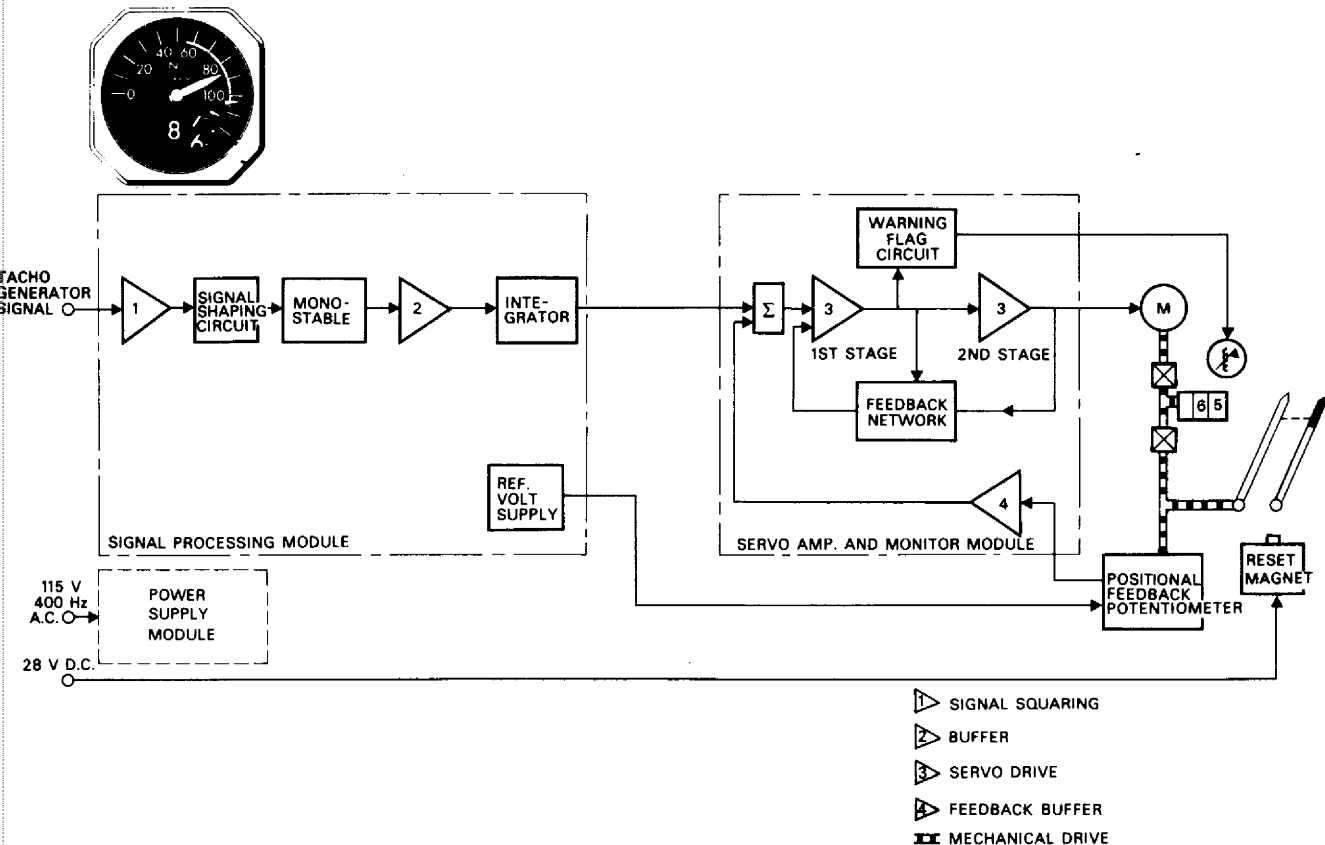 40 60
20 N 80
0 100
8
TACHO
GENERATOR
SIGNAL
1
SIGNAL
SHAPING
CIRCUIT
MONO-
STABLE
2
INTE-
GRATOR
REF.
VOLT
SUPPLY
SIGNAL PROCESSING MODULE
Σ
3
1ST STAGE
WARNING
FLAG
CIRCUIT
3
2ND STAGE
FEEDBACK
NETWORK
4
SERVO AMP. AND MONITOR MODULE
M
6 5
POSITIONAL
FEEDBACK
POTENTIOMETER
RESET
MAGNET
115 V
400 Hz
A.C.
POWER
SUPPLY
MODULE
28 V D.C.
1 SIGNAL SQUARING
2 BUFFER
3 SERVO DRIVE
4 FEEDBACK BUFFER
MECHANICAL DRIVE